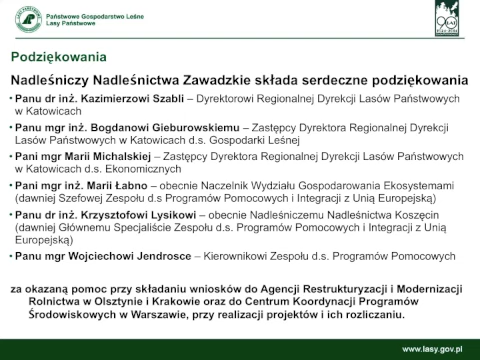 Państwowe Gospodarstwo Leśne
Lasy Państwowe
Podziękowania
Nadleśniczy Nadleśnictwa Zawadzkie składa serdeczne podziękowania
• Panu dr inż. Kazimierzowi Szabli – Dyrektorowi Regionalnej Dyrekcji Lasów Państwowych
w Katowicach
• Panu mgr inż. Bogdanowi Gieburowskiemu – Zastępcy Dyrektora Regionalnej Dyrekcji
Lasów Państwowych w Katowicach d.s. Gospodarki Leśnej
• Pani mgr Marii Michalskiej – Zastępcy Dyrektora Regionalnej Dyrekcji Lasów Państwowych
w Katowicach d.s. Ekonomicznych
• Pani mgr inż. Marii Łabno – obecnie Naczelnik Wydziału Gospodarowania Ekosystemami
(dawniej Szefowej Zespołu d.s Programów Pomocowych i Integracji z Unią Europejską)
• Panu dr inż. Krzysztofowi Lysikowi – obecnie Nadleśniczemu Nadleśnictwa Koszęcin
(dawniej Głównemu Specjaliście Zespołu d.s. Programów Pomocowych i Integracji z Unią
Europejską)
• Panu mgr Wojciechowi Jendrosce – Kierownikowi Zespołu d.s. Programów Pomocowych
za okazaną pomoc przy składaniu wniosków do Agencji Restrukturyzacji i Modernizacji
Rolnictwa w Olsztynie i Krakowie oraz do Centrum Koordynacji Programów
Środowiskowych w Warszawie, przy realizacji projektów i ich rozliczaniu.
www.lasy.gov.pl